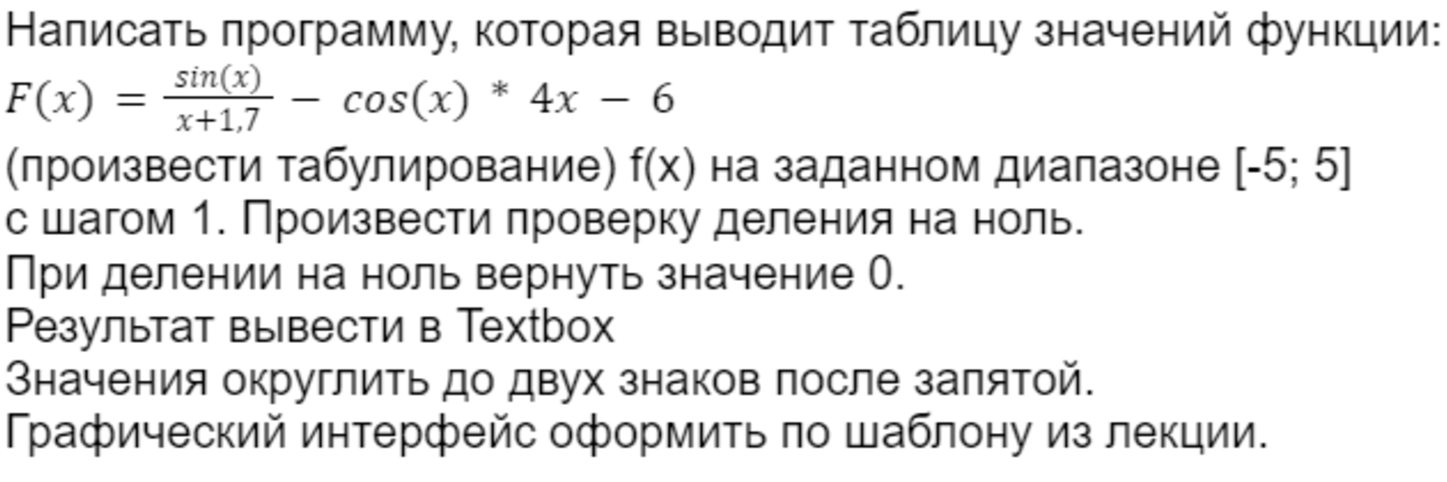 Написать программу, которая выводит таблицу значений функции:
F(x) = sin(x)/(x+1,7) − cos(x) * 4x − 6
(произвести табулирование) f(x) на заданном диапазоне [-5; 5]
с шагом 1. Произвести проверку деления на ноль.
При делении на ноль вернуть значение 0.
Результат вывести в Textbox
Значения округлить до двух знаков после запятой.
Графический интерфейс оформить по шаблону из лекции.